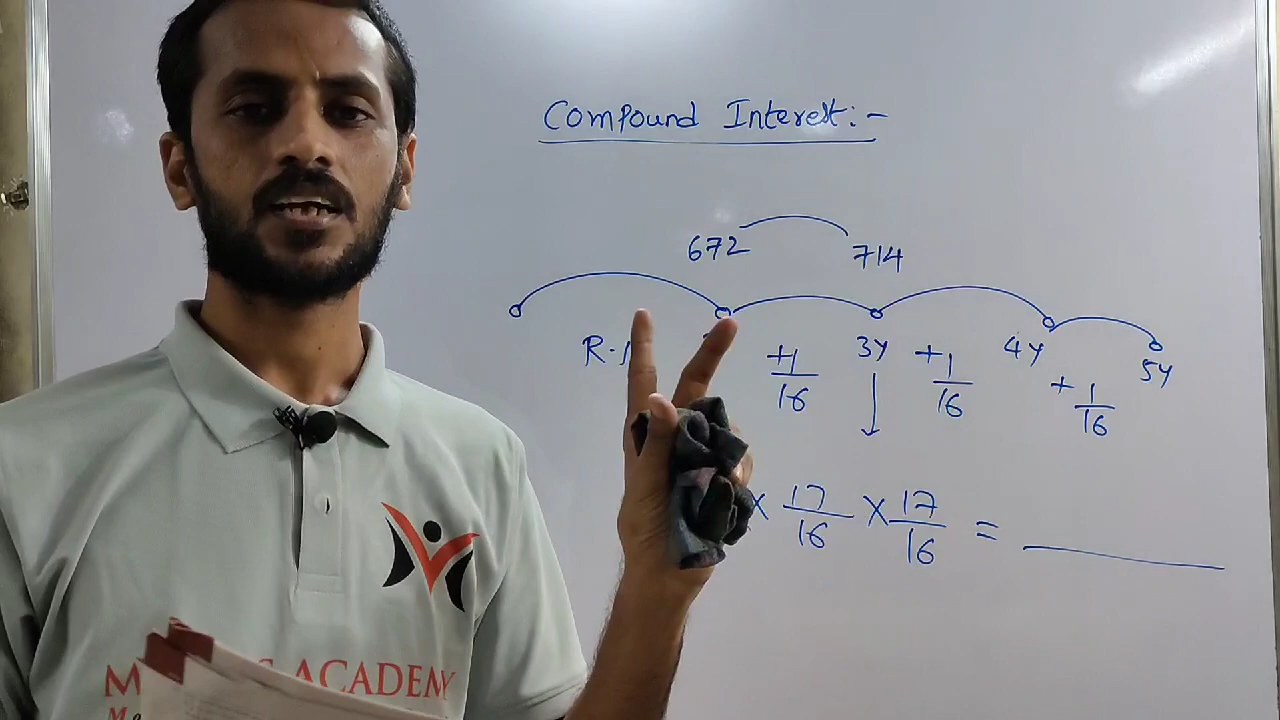 Compound Interest:-
672 714
+1/16 3Y +1/16 4Y +1/16 5Y
× 17/16 × 17/16 =
ACADEMY